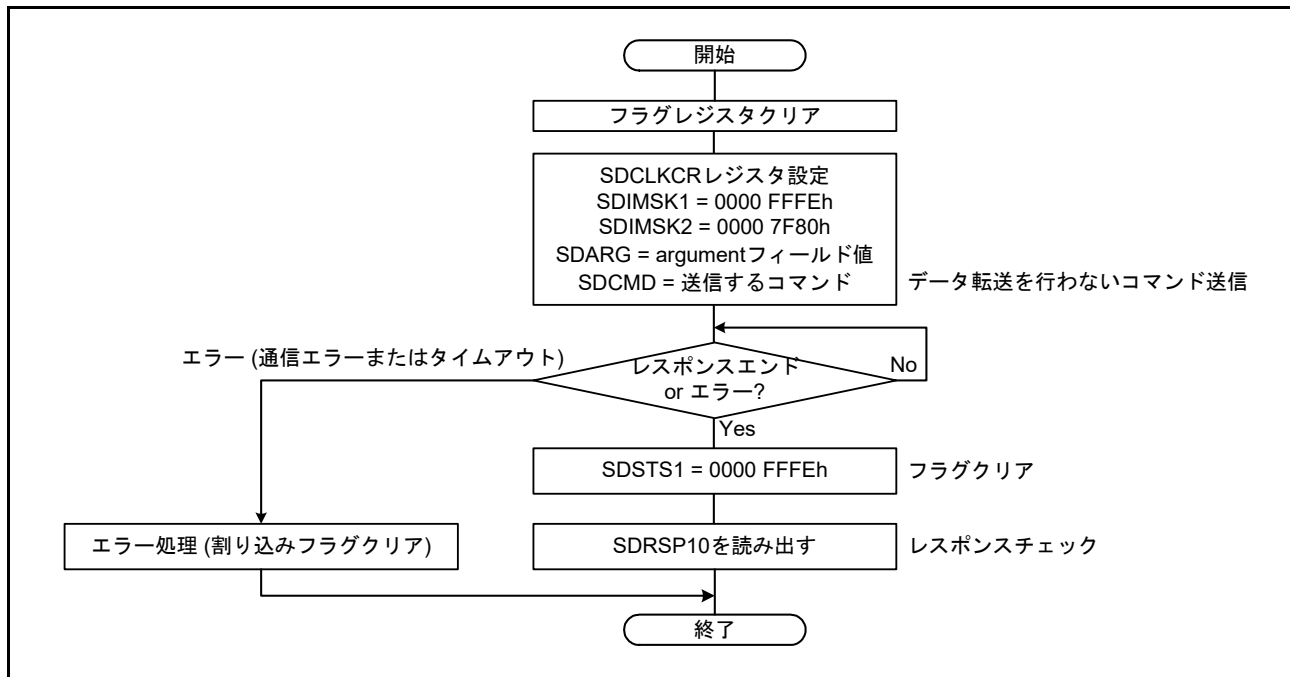 開始
フラグレジスタクリア
SDCLKCRレジスタ設定
SDIMSK1 = 0000 FFFEh
SDIMSK2 = 0000 7F80h
SDARG = argumentフィールド値
SDCMD = 送信するコマンド
データ転送を行わないコマンド送信
エラー (通信エラーまたはタイムアウト)
レスポンスエンド
or エラー?
No
Yes
SDSTS1 = 0000 FFFEh
フラグクリア
エラー処理 (割り込みフラグクリア)
SDRSP10を読み出す
レスポンスチェック
終了